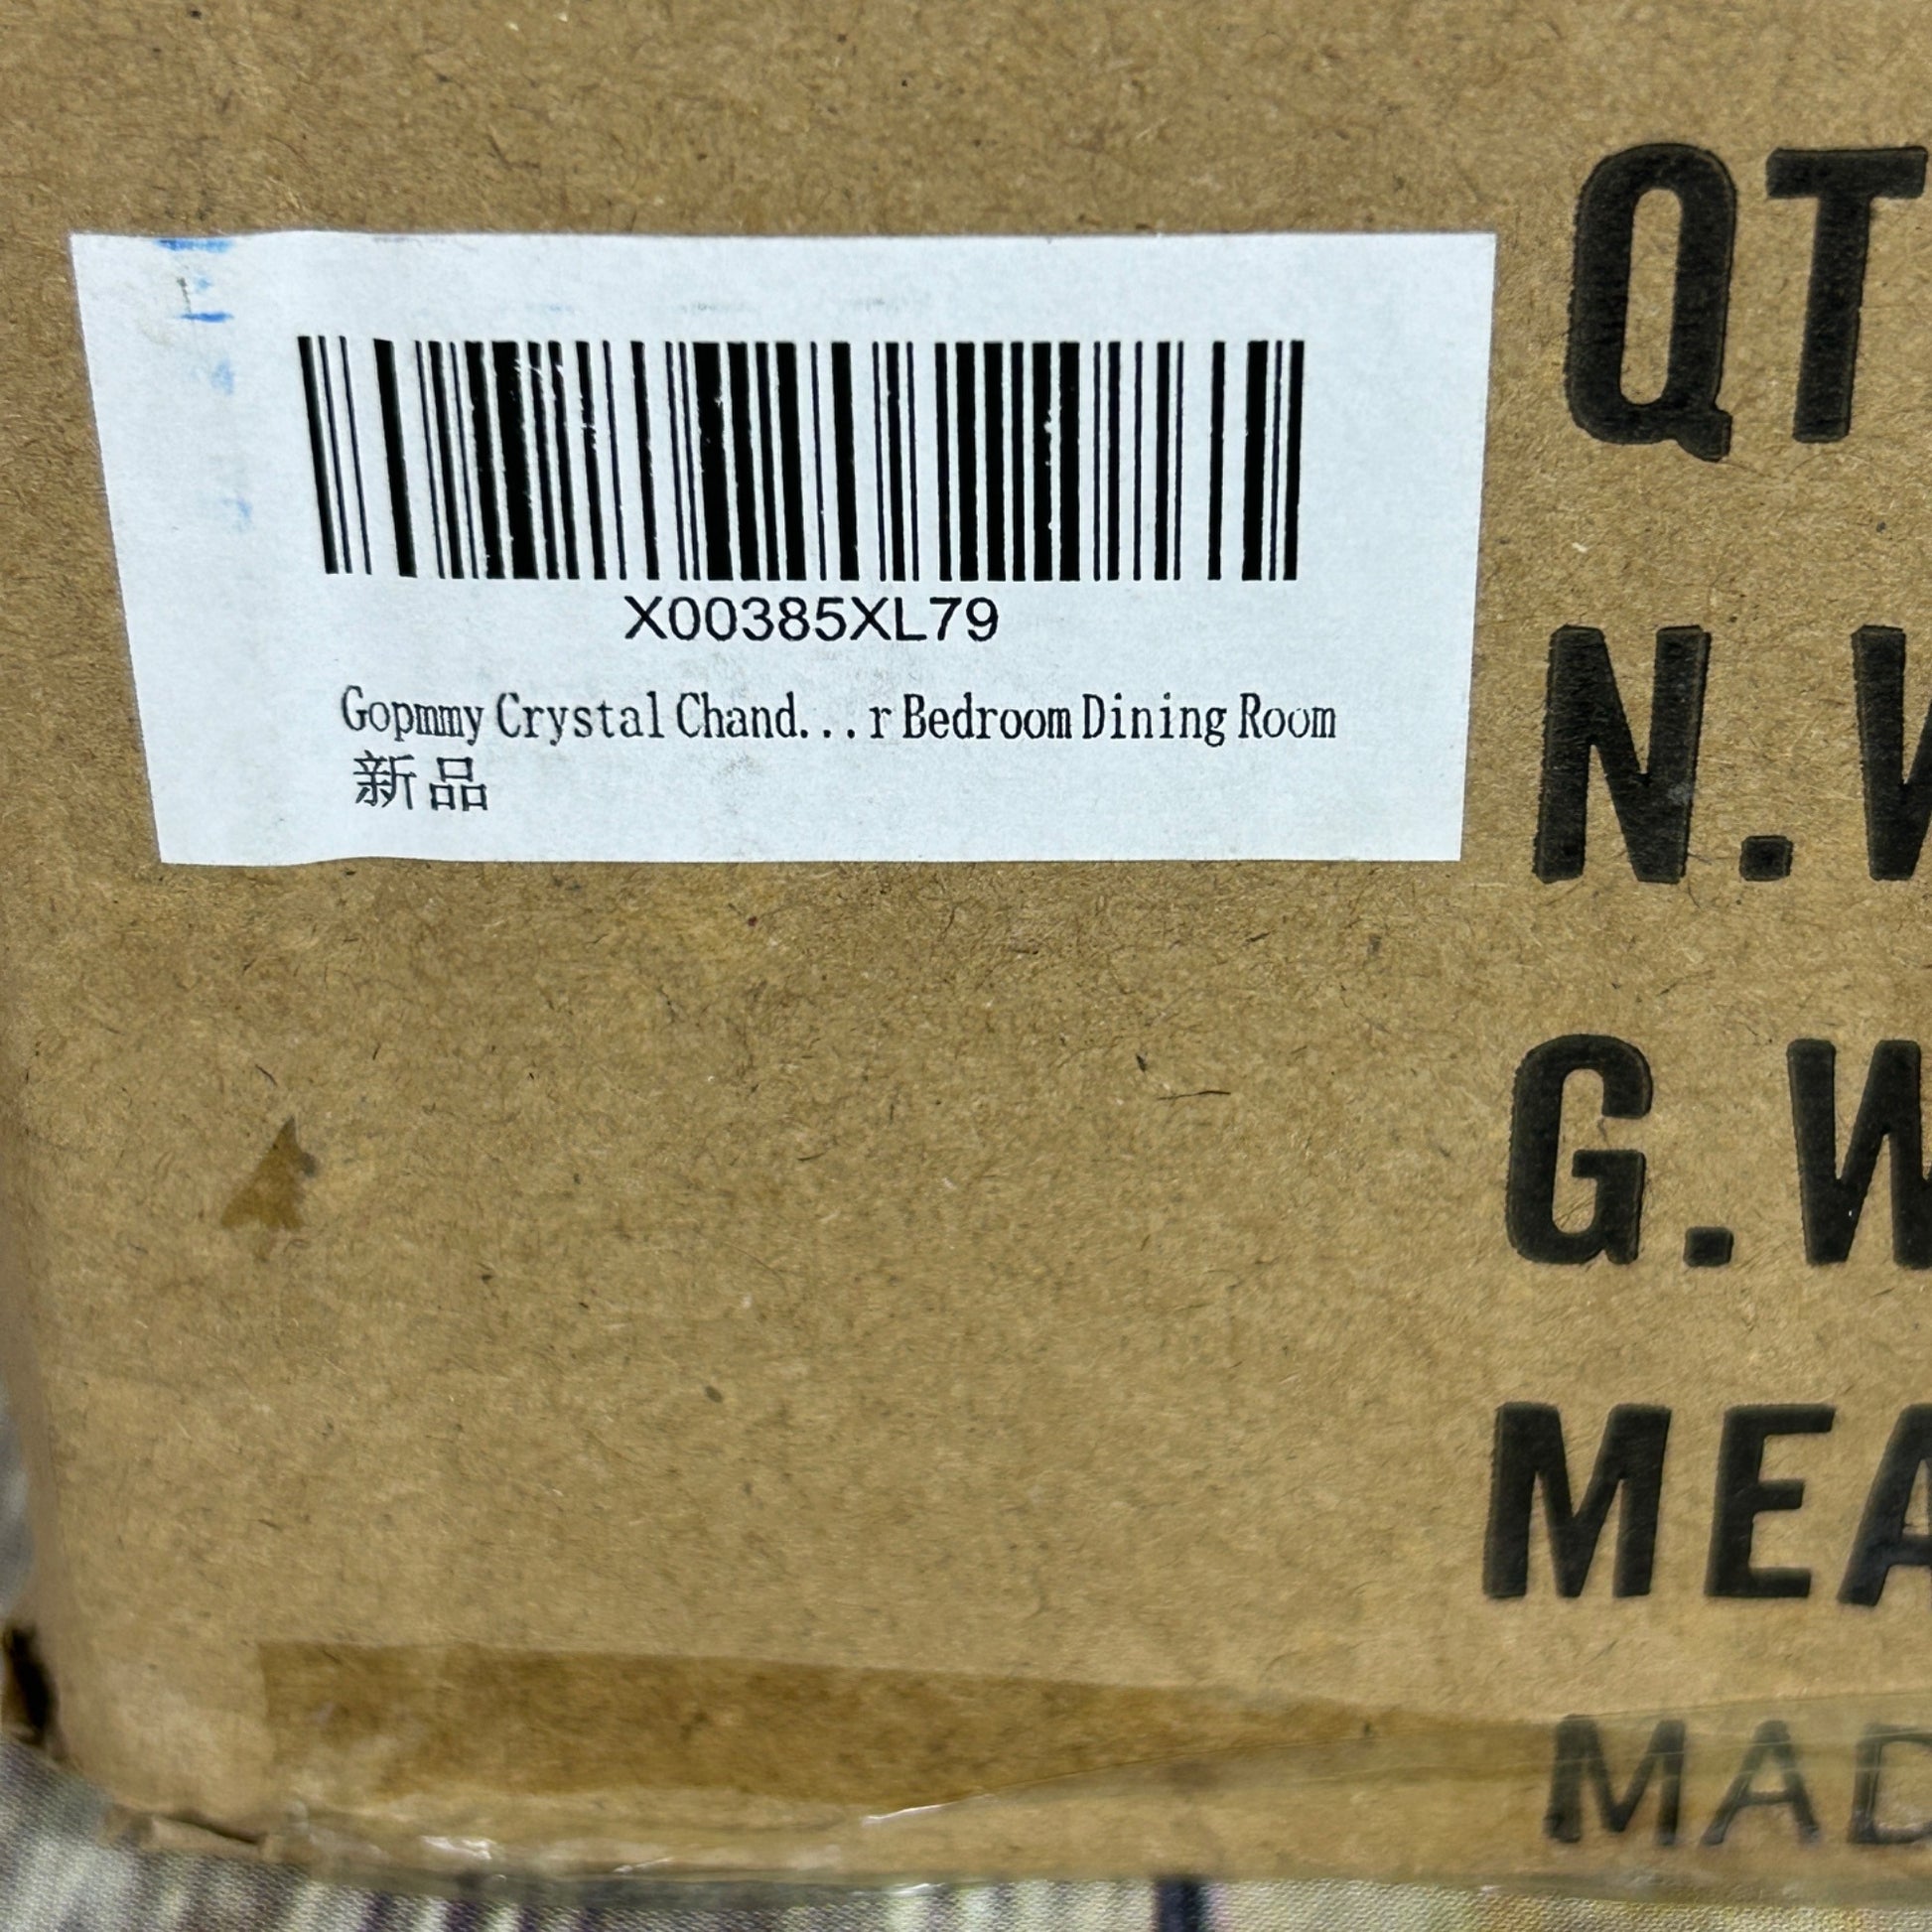 X00385XL79
Gopmmy Crystal Chand...r Bedroom Dining Room
新品
QT
N.W
G.W
MEA
MAD